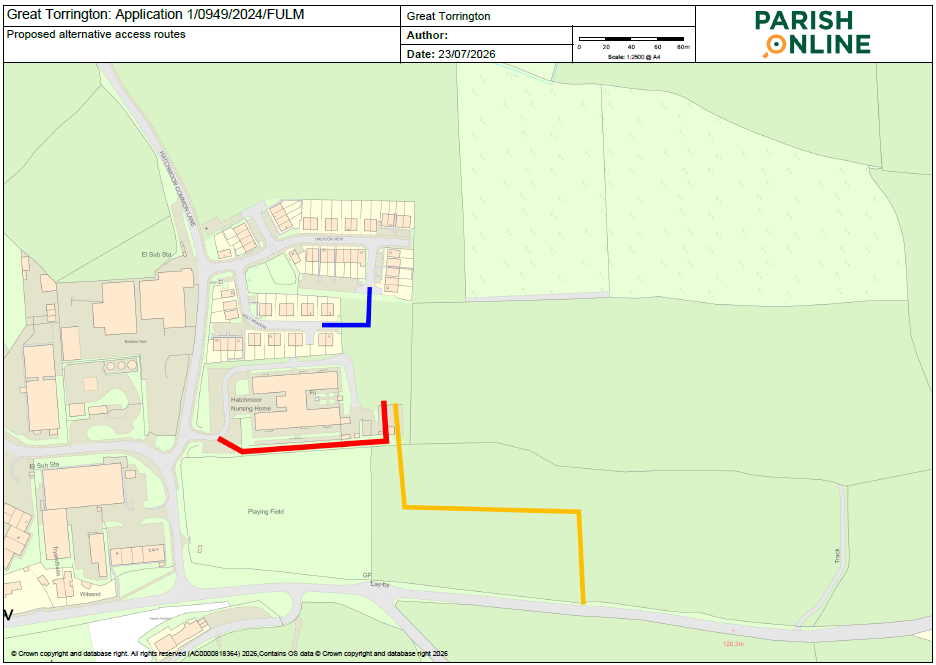 Great Torrington: Application 1/0949/2024/FULM
Proposed alternative access routes
Great Torrington
Author:
Date: 23/07/2026
0 20 40 60 80m
Scale: 1:2500 @ A4
PARISH
ONLINE
HATCHMOOR COMMON LANE
El Sub Sta
HALYCON VIEW
Hatchmoor
Nursing Home
El Sub Sta
Playing Field
Track
GP
Lay-by
Wilsend
120.3m
© Crown copyright and database right. All rights reserved (AC0000818364) 2026,Contains OS data © Crown copyright and database right 2026